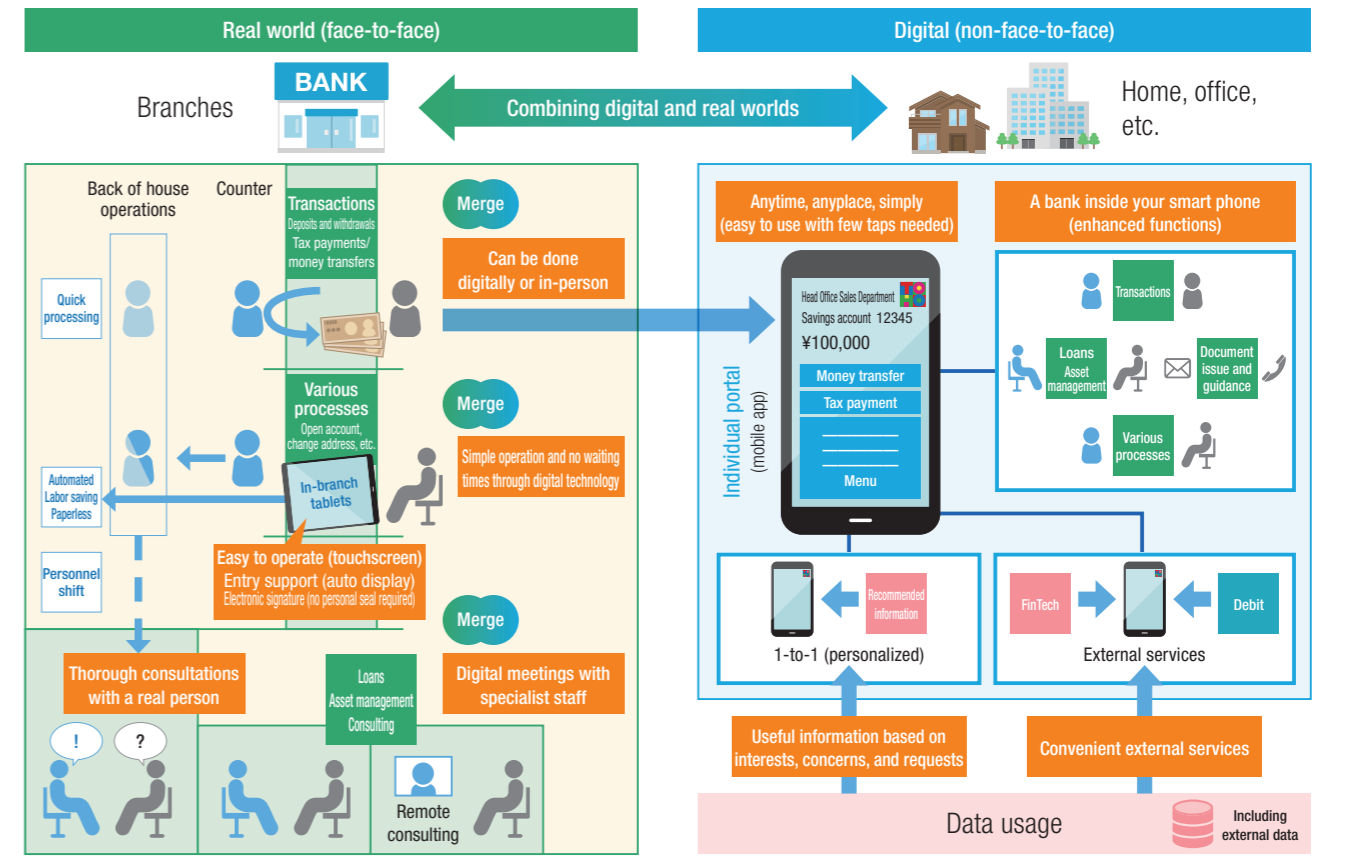 Real world (face-to-face)
Digital (non-face-to-face)
Branches
BANK
Combining digital and real worlds
Home, office,
etc.
Back of house
operations
Counter
Transactions
Deposits and withdrawals
Tax payments/
money transfers
Merge
Can be done
digitally or in-person
Quick
processing
Various
processes
Open account,
change address, etc.
Merge
Simple operation and no waiting
times through digital technology
Automated
Labor saving
Paperless
In-branch
tablets
Easy to operate (touchscreen)
Entry support (auto display)
Electronic signature (no personal seal required)
Personnel
shift
Merge
Thorough consultations
with a real person
Loans
Asset management
Consulting
Digital meetings with
specialist staff
!
?
Remote
consulting
Anytime, anyplace, simply
(easy to use with few taps needed)
A bank inside your smart phone
(enhanced functions)
Individual portal
(mobile app)
Head Office Sales Department
Savings account 12345
¥100,000
Money transfer
Tax payment
Menu
Transactions
Loans
Asset
management
Document
issue and
guidance
Various
processes
Recommended
information
1-to-1 (personalized)
FinTech
Debit
External services
Useful information based on
interests, concerns, and requests
Convenient external services
Data usage
Including
external data